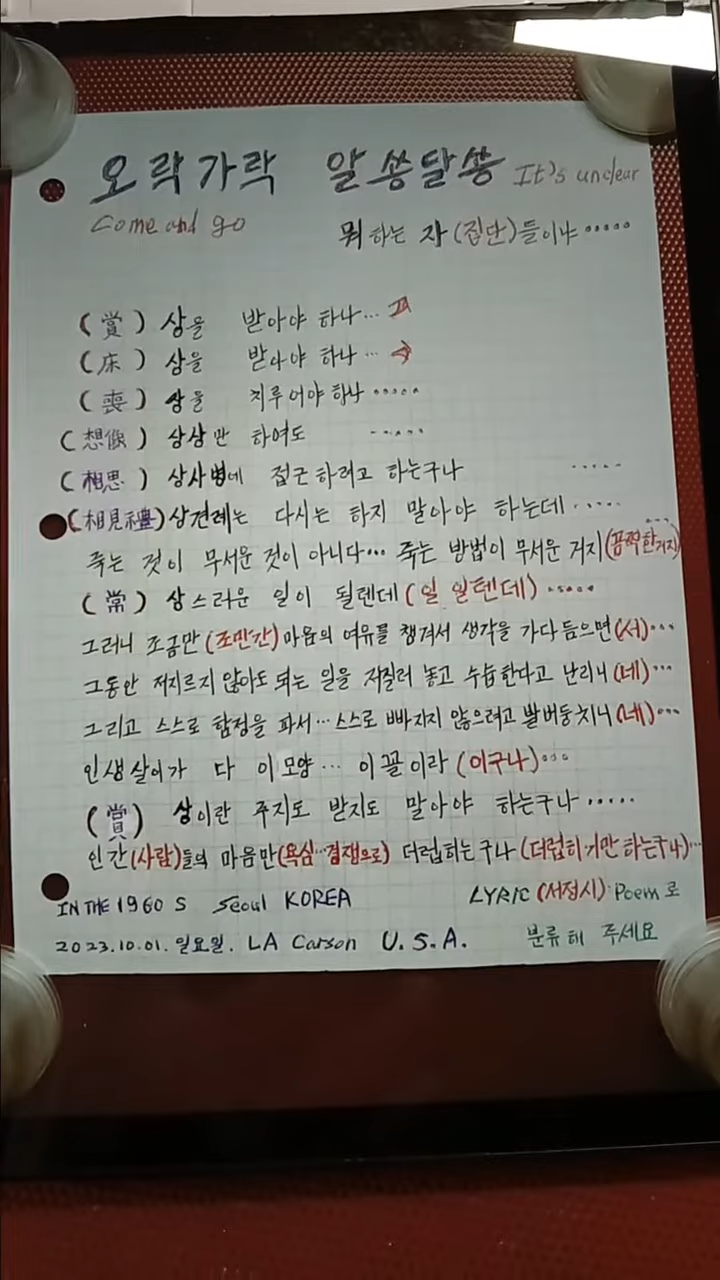 오락가락 알쏭달쏭 It's unclear
Come and go 뭐하는 자(집단)들이냐.....
(賞) 상을 받아야 하나...
(床) 상을 받아야 하나...
(喪) 상을 치루어야 하나.....
(想像) 상상만 하여도 .....
(相思) 상사병에 접근하려고 하는구나 .....
(相見禮) 상견례는 다시는 하지 말아야 하는데.....
죽는 것이 무서운 것이 아니다... 죽는 방법이 무서운 거지(끔찍한거지)
(常) 상스러운 일이 될텐데(일 일텐데).....
그러니 조금만(조만간)마음의 여유를 챙겨서 생각을 가다듬으면(서)...
그동안 저지르지 않아도 되는 일을 저질러 놓고 수습한다고 난리니(네)...
그리고 스스로 함정을 파서...스스로 빠지지 않으려고 발버둥치니(네)...
인생살이가 다 이모양... 이꼴이라(이구나)...
(賞) 상이란 주지도 받지도 말아야 하는구나.....
인간(사람)들의 마음만(욕심..경쟁으로) 더럽히는구나(더럽히기만 하는구나)...
IN THE 1960 S Seoul KOREA LYRIC(서정시) Poem로
2023.10.01. 일요일. LA Carson U.S.A. 분류해 주세요